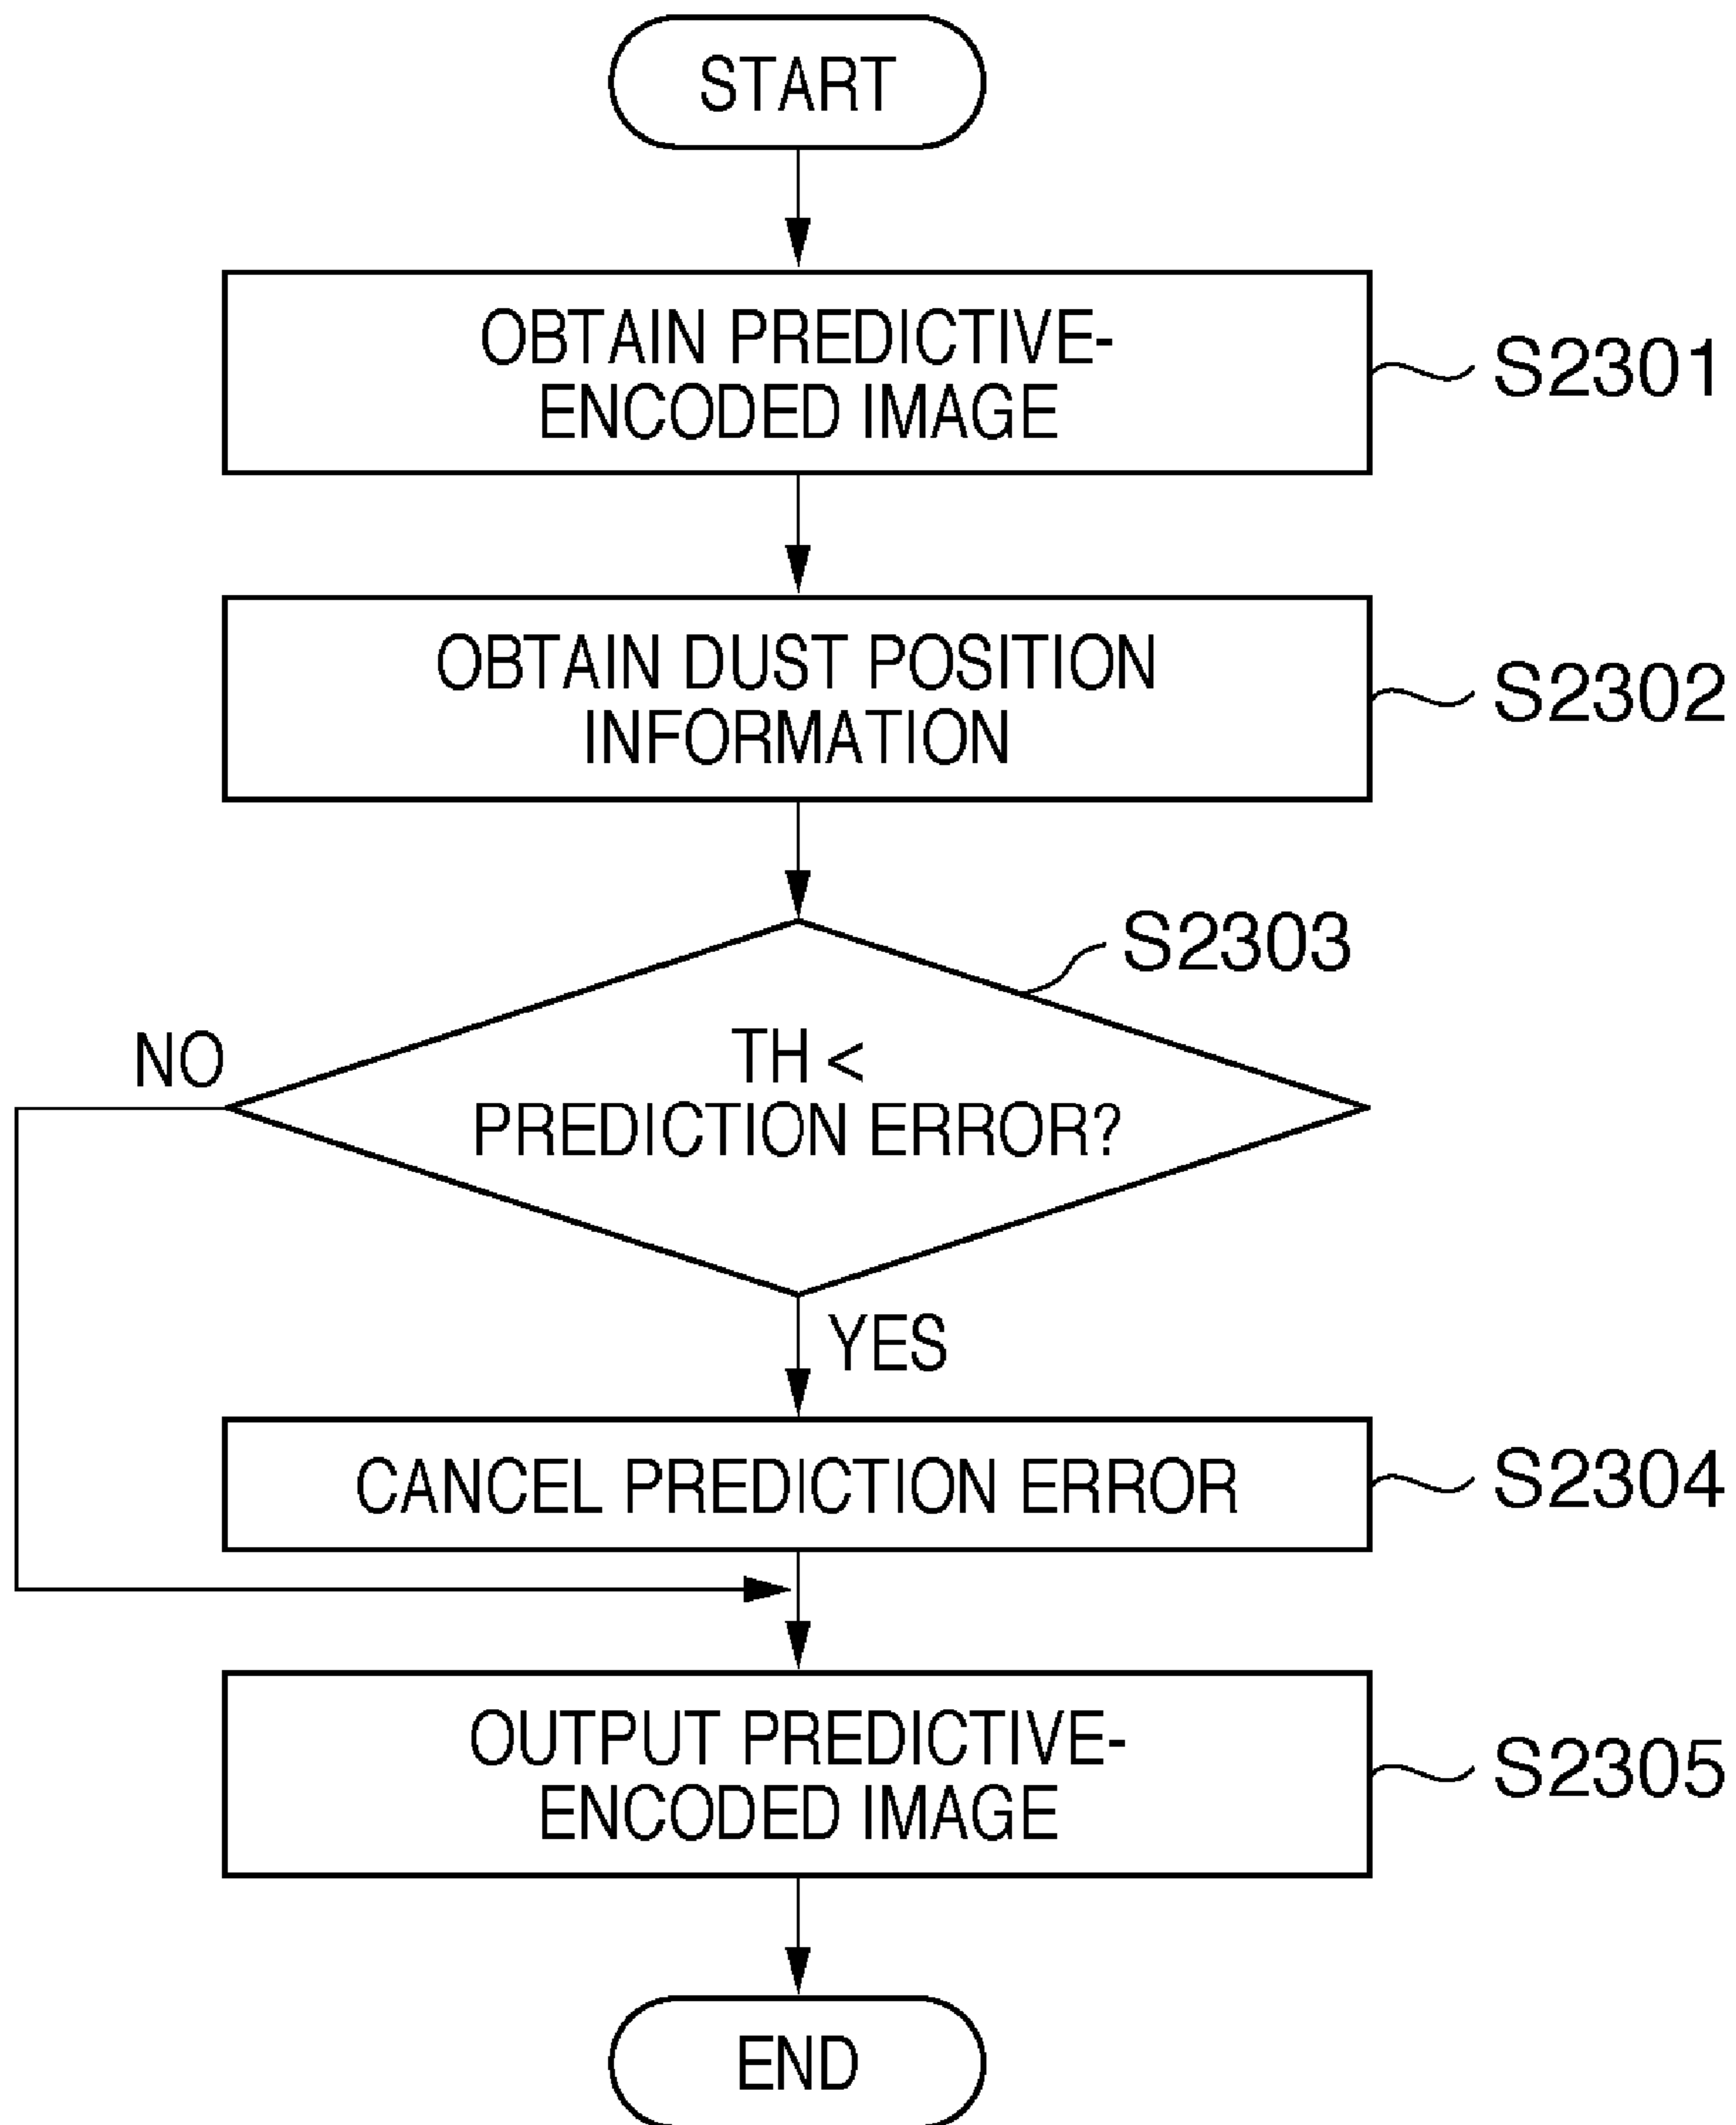 START
OBTAIN PREDICTIVE-
ENCODED IMAGE
S2301
OBTAIN DUST POSITION
INFORMATION
S2302
S2303
NO
TH <
PREDICTION ERROR?
YES
CANCEL PREDICTION ERROR
S2304
OUTPUT PREDICTIVE-
ENCODED IMAGE
S2305
END